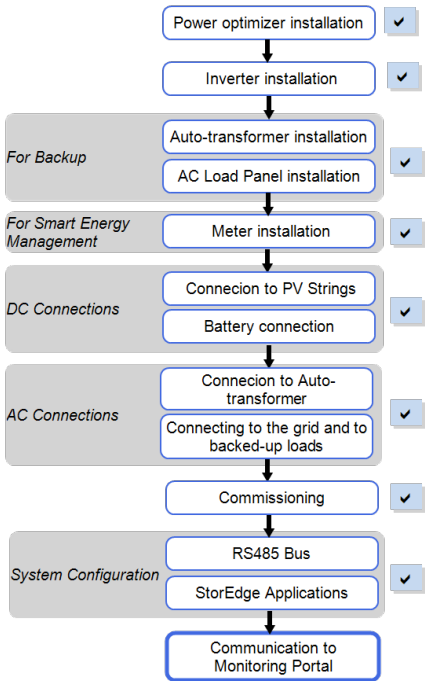 Power optimizer installation
Inverter installation
For Backup
Auto-transformer installation
AC Load Panel installation
For Smart Energy
Management
Meter installation
DC Connections
Connecion to PV Strings
Battery connection
AC Connections
Connecion to Auto-
transformer
Connecting to the grid and to
backed-up loads
Commissioning
System Configuration
RS485 Bus
StorEdge Applications
Communication to
Monitoring Portal